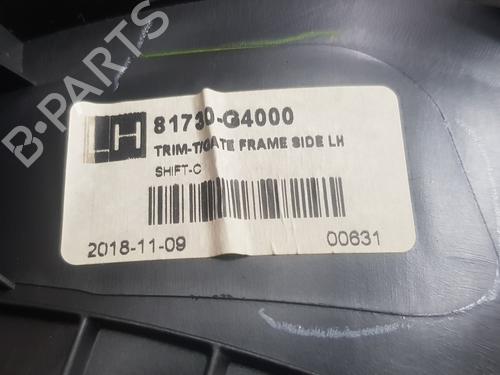 B-PARTS
LH
81730-G4000
TRIM-T/GATE FRAME SIDE LH
SHIFT-C
2018-11-09
00631